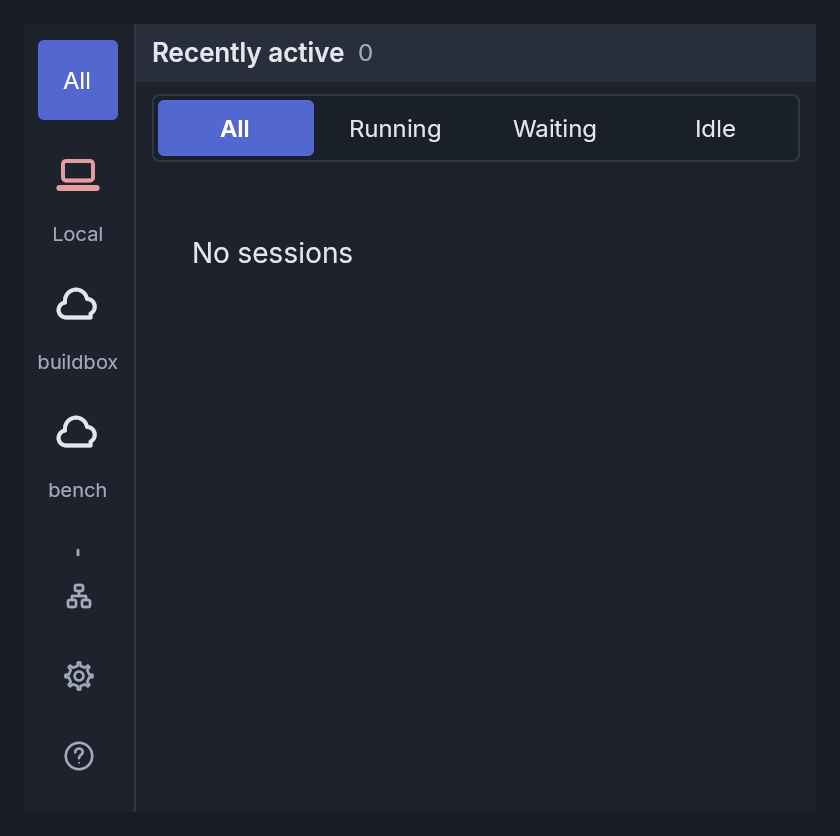 All
Recently active 0
All Running Waiting Idle
Local
No sessions
buildbox
bench